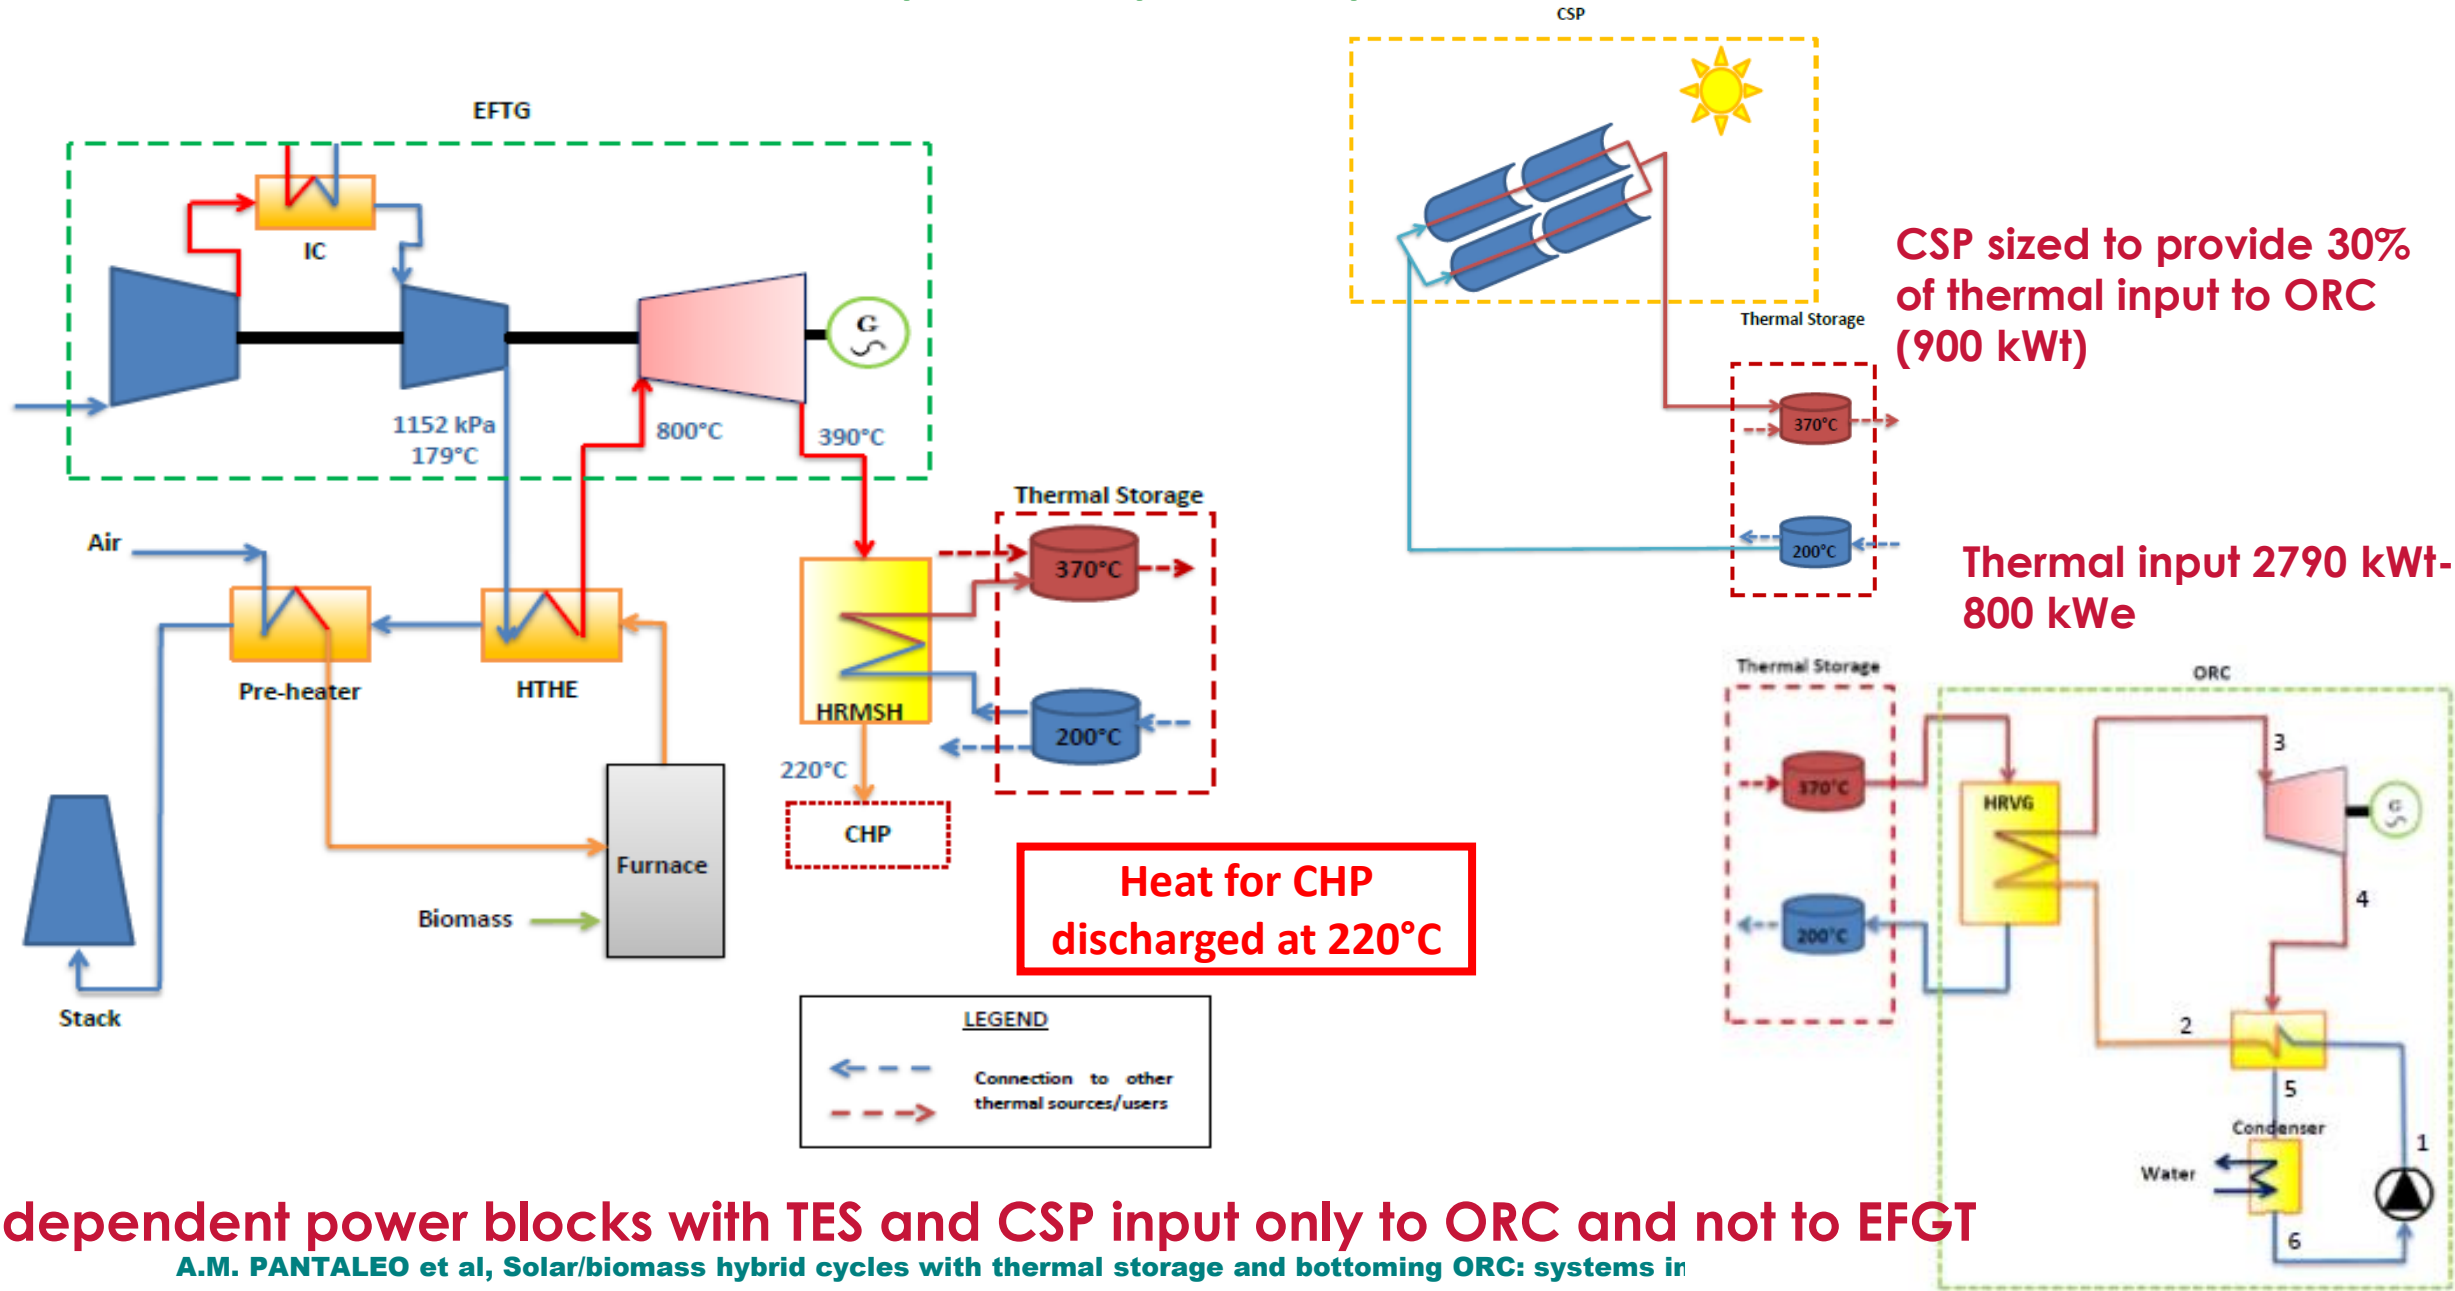 CSP
EFTG
G
IC
1152 kPa
179°C
800°C
390°C
CSP sized to provide 30%
of thermal input to ORC
(900 kWt)
Thermal Storage
370°C
200°C
Thermal input 2790 kWt-
800 kWe
Thermal Storage
370°C
200°C
Air
Pre-heater
HTHE
HRMSH
220°C
CHP
Furnace
Biomass
Stack
Heat for CHP
discharged at 220°C
LEGEND
Connection to other
thermal sources/users
Thermal Storage
ORC
370°C
200°C
HRVG
3
G
4
2
5
Condenser
1
Water
6
dependent power blocks with TES and CSP input only to ORC and not to EFGT
A.M. PANTALEO et al, Solar/biomass hybrid cycles with thermal storage and bottoming ORC: systems in